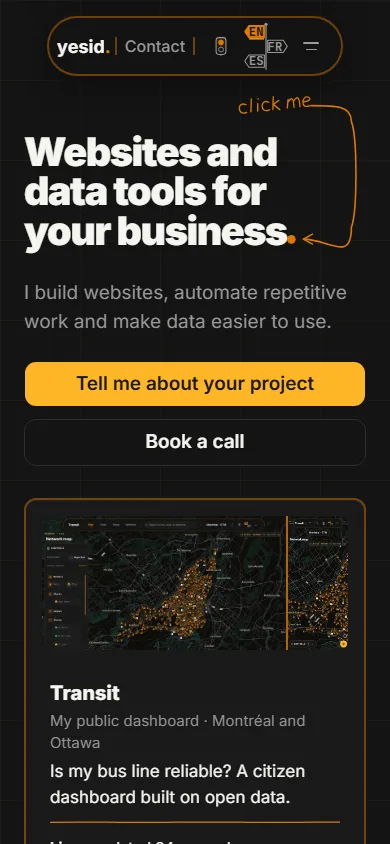 yesid. | Contact |
EN
FR
ES
click me
Websites and
data tools for
your business.
I build websites, automate repetitive
work and make data easier to use.
Tell me about your project
Book a call
Transit
My public dashboard · Montréal and
Ottawa
Is my bus line reliable? A citizen
dashboard built on open data.